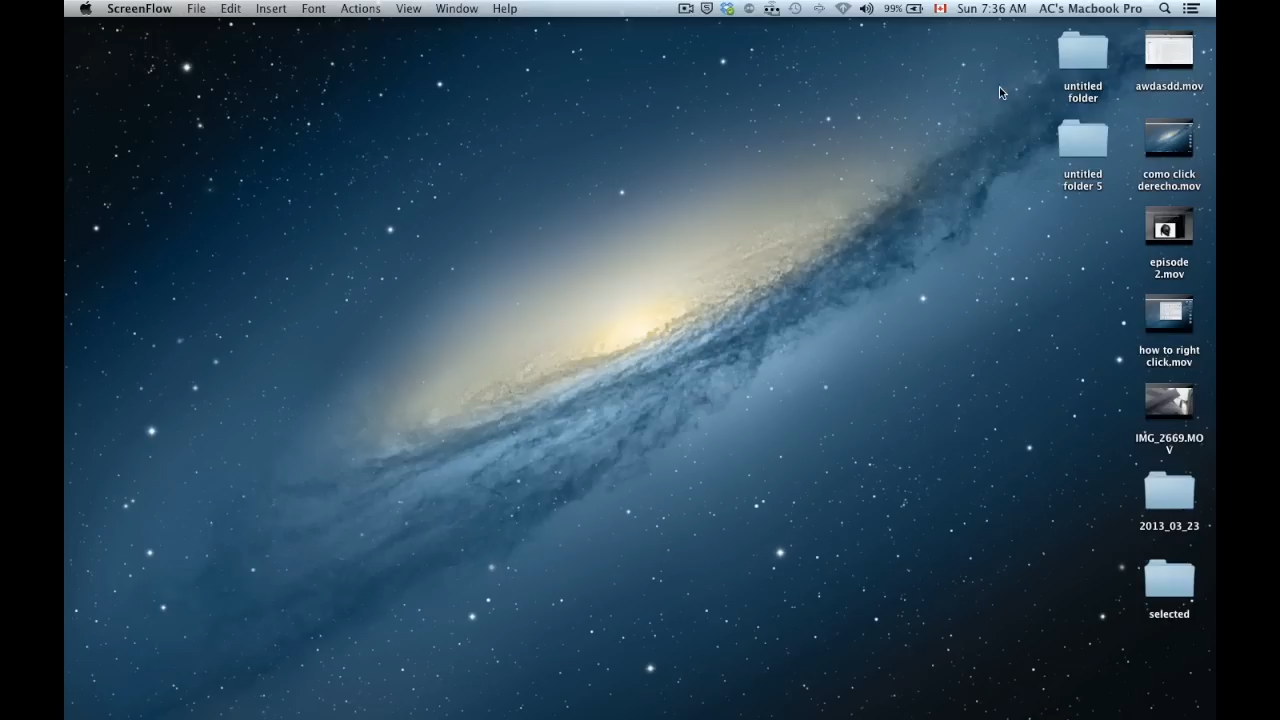 ScreenFlow File Edit Insert Font Actions View Window Help 99% Sun 7:36 AM AC's Macbook Pro
untitled
folder
awdasdd.mov
untitled
folder 5
como click
derecho.mov
episode
2.mov
how to right
click.mov
IMG_2669.MO
V
2013_03_23
selected